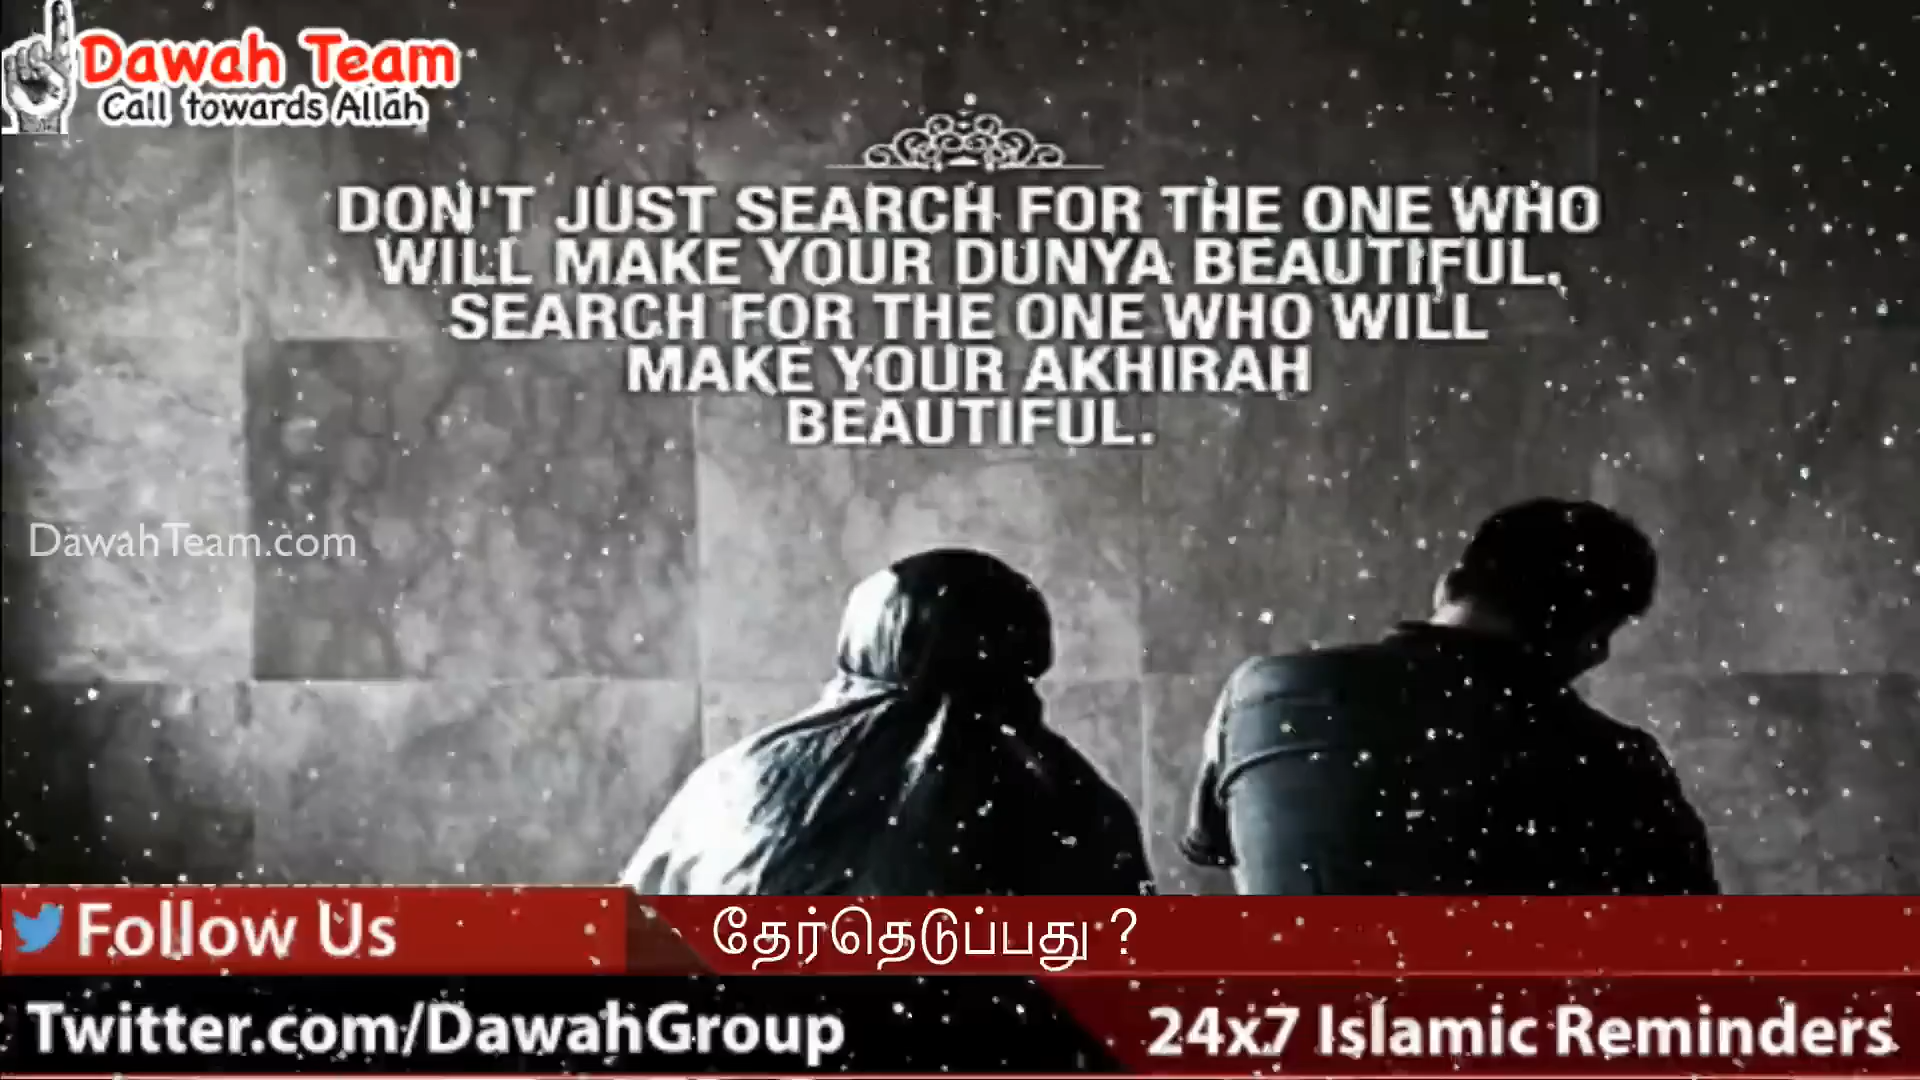 Dawah Team
Call towards Allah
DON'T JUST SEARCH FOR THE ONE WHO
WILL MAKE YOUR DUNYA BEAUTIFUL.
SEARCH FOR THE ONE WHO WILL
MAKE YOUR AKHIRAH
BEAUTIFUL.
DawahTeam.com
Follow Us
தேர்தெடுப்பது ?
Twitter.com/DawahGroup
24x7 Islamic Reminders